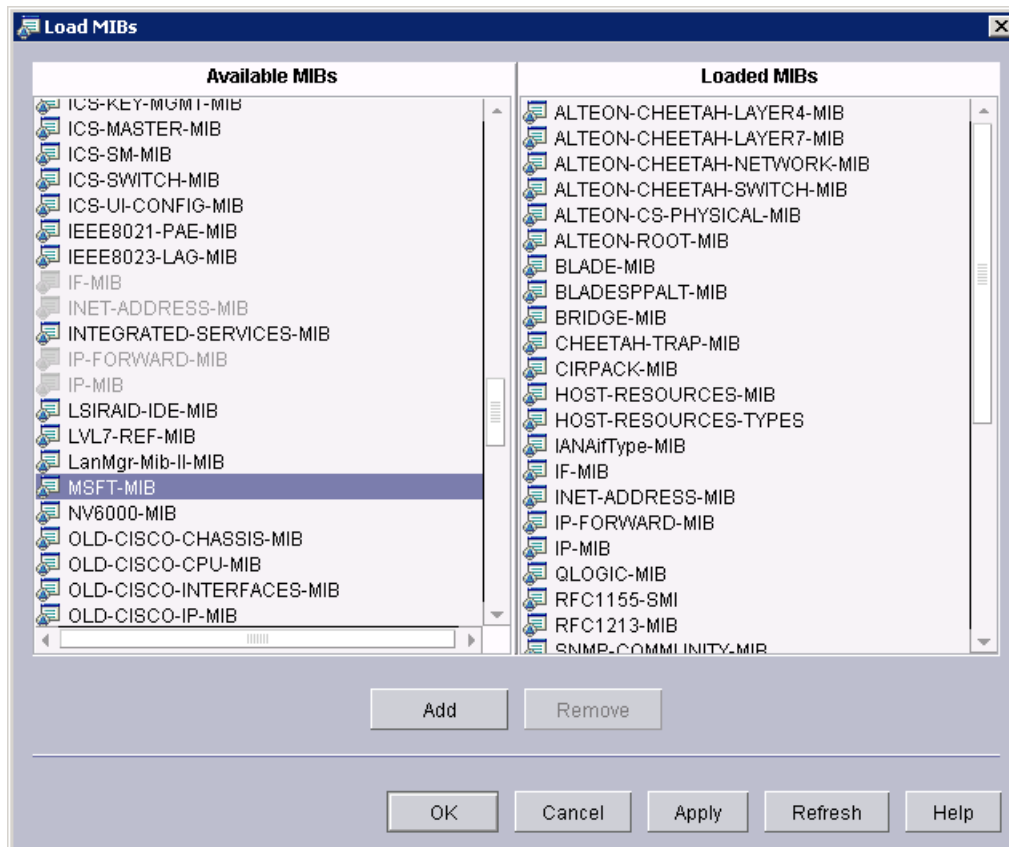 Load MIBs
Available MIBs
ICS-KEY-MGMT-MIB
ICS-MASTER-MIB
ICS-SM-MIB
ICS-SWITCH-MIB
ICS-UI-CONFIG-MIB
IEEE8021-PAE-MIB
IEEE8023-LAG-MIB
IF-MIB
INET-ADDRESS-MIB
INTEGRATED-SERVICES-MIB
IP-FORWARD-MIB
IP-MIB
LSIRAID-IDE-MIB
LVL7-REF-MIB
LanMgr-Mib-II-MIB
MSFT-MIB
NV6000-MIB
OLD-CISCO-CHASSIS-MIB
OLD-CISCO-CPU-MIB
OLD-CISCO-INTERFACES-MIB
OLD-CISCO-IP-MIB
Loaded MIBs
ALTEON-CHEETAH-LAYER4-MIB
ALTEON-CHEETAH-LAYER7-MIB
ALTEON-CHEETAH-NETWORK-MIB
ALTEON-CHEETAH-SWITCH-MIB
ALTEON-CS-PHYSICAL-MIB
ALTEON-ROOT-MIB
BLADE-MIB
BLADESPPALT-MIB
BRIDGE-MIB
CHEETAH-TRAP-MIB
CIRPACK-MIB
HOST-RESOURCES-MIB
HOST-RESOURCES-TYPES
IANAifType-MIB
IF-MIB
INET-ADDRESS-MIB
IP-FORWARD-MIB
IP-MIB
QLOGIC-MIB
RFC1155-SMI
RFC1213-MIB
SNMP-COMMUNITY-MIB
Add
Remove
OK
Cancel
Apply
Refresh
Help